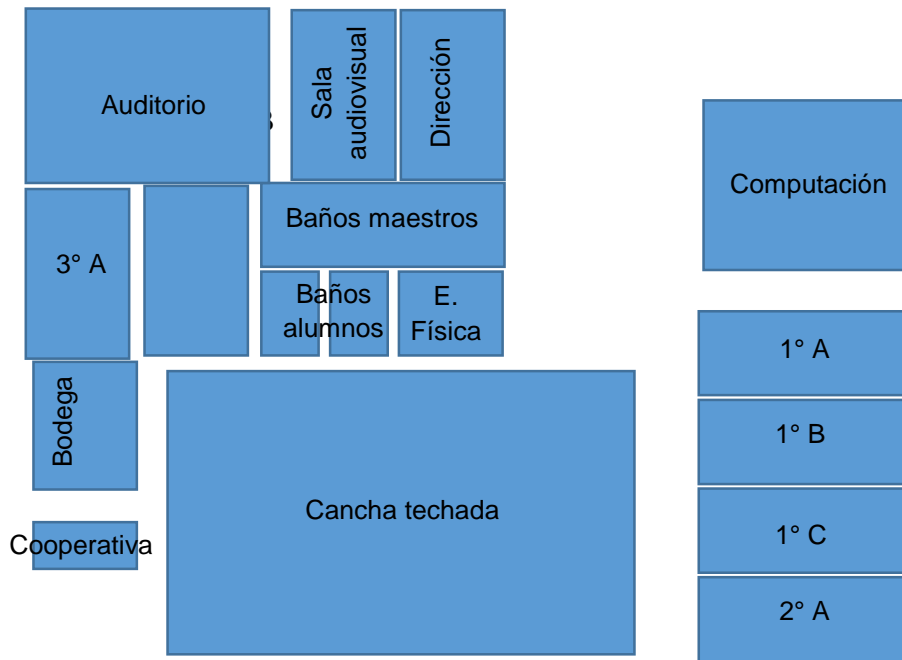 Auditorio
Sala
audiovisual
Dirección
Computación
Baños maestros
3° A
Baños
alumnos
E.
Física
1° A
Bodega
1° B
Cancha techada
1° C
Cooperativa
2° A